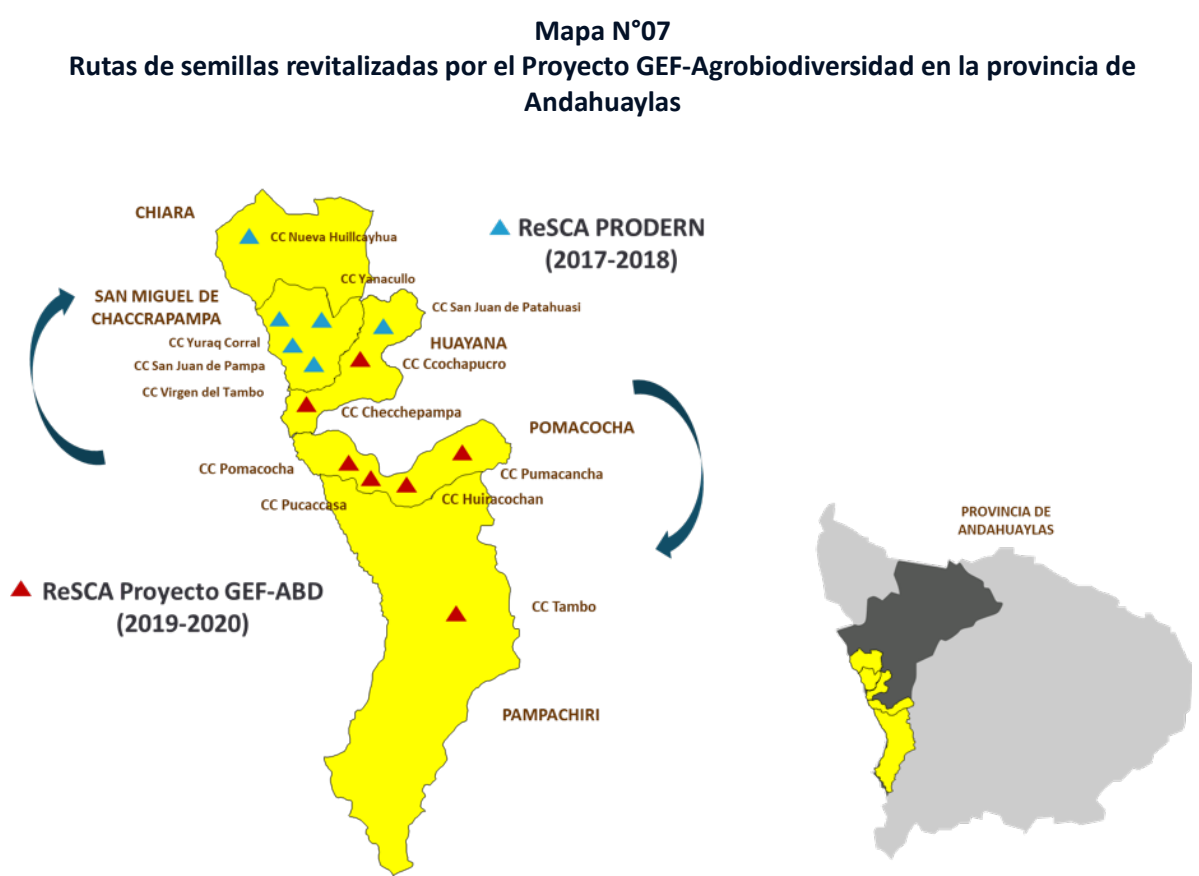 Mapa N°07
Rutas de semillas revitalizadas por el Proyecto GEF-Agrobiodiversidad en la provincia de
Andahuaylas
CHIARA
CC Nueva Huillcayhua
ReSCA PRODERN
(2017-2018)
CC Yanacullo
SAN MIGUEL DE
CHACCRAPAMPA
CC San Juan de Patahuasi
CC Yuraq Corral
HUAYANA
CC San Juan de Pampa
CC Ccochapucro
CC Virgen del Tambo
CC Checchepampa
POMACOCHA
CC Pomacocha
CC Pumacancha
CC Pucaccasa
CC Huiracochan
PROVINCIA DE
ANDAHUAYLAS
ReSCA Proyecto GEF-ABD
(2019-2020)
CC Tambo
PAMPACHIRI